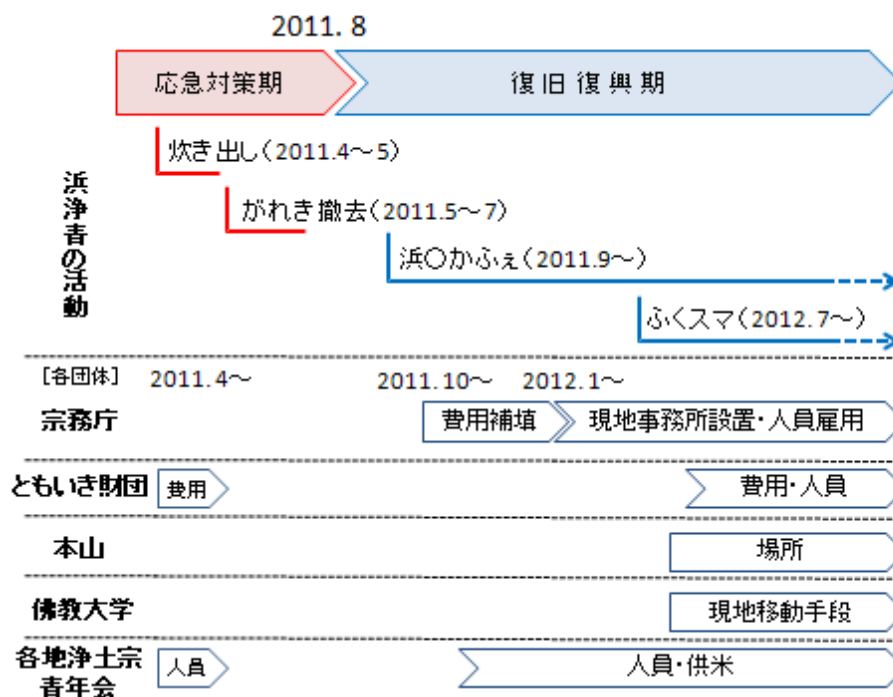 2011.8
応急対策期
復旧復興期
浜浄青の活動
炊き出し(2011.4～5)
がれき撤去(2011.5～7)
浜〇かふぇ(2011.9～)
ふくスマ(2012.7～)
[各団体]
2011.4～
2011.10～
2012.1～
宗務庁
費用補填
現地事務所設置・人員雇用
ともいき財団
費用
費用・人員
本山
場所
佛教大学
現地移動手段
各地浄土宗
青年会
人員
人員・供米